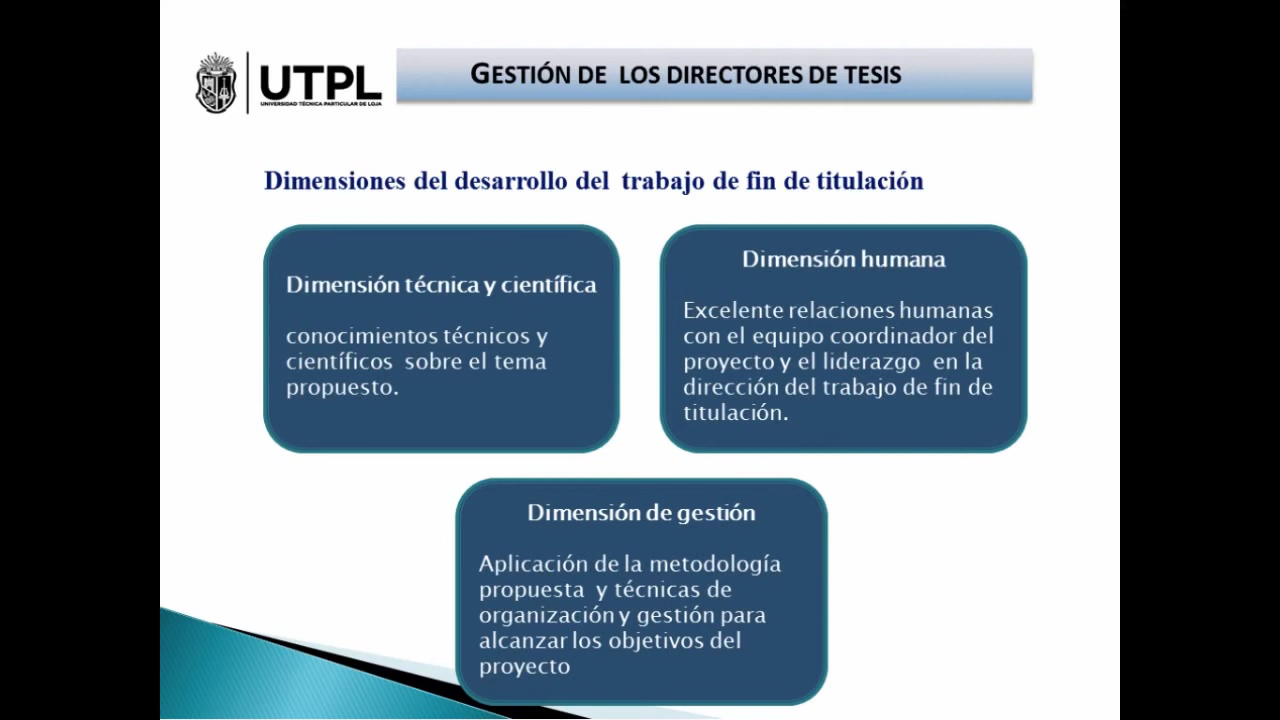 UTPL
UNIVERSIDAD TÉCNICA PARTICULAR DE LOJA
GESTIÓN DE LOS DIRECTORES DE TESIS
Dimensiones del desarrollo del trabajo de fin de titulación
Dimensión técnica y científica
conocimientos técnicos y
científicos sobre el tema
propuesto.
Dimensión humana
Excelente relaciones humanas
con el equipo coordinador del
proyecto y el liderazgo en la
dirección del trabajo de fin de
titulación.
Dimensión de gestión
Aplicación de la metodología
propuesta y técnicas de
organización y gestión para
alcanzar los objetivos del
proyecto